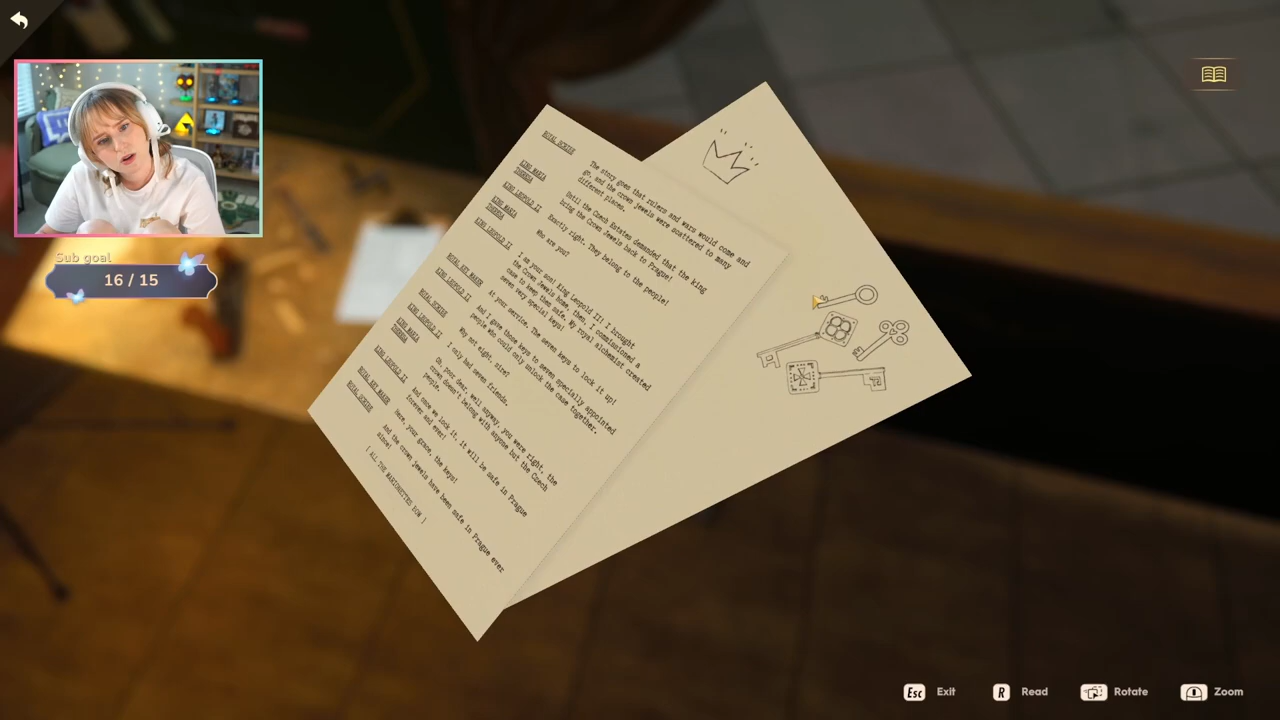 Sub goal
16 / 15
ROYAL OCKIAN
The story goes that rulers and wars would come and
go, and the crown jewels were scattered to many
different places.
KING MARIA
THERESA
Until the Czech Estates demanded that the king
bring the Crown Jewels back to Prague!
KING LEOPOLD II
Exactly right. They belong to the people!
KING MARIA
THERESA
Who are you?
KING LEOPOLD II
I am your son! King Leopold III! I brought
the Crown Jewels home, then, I commissioned a
case to keep them safe. My royal alchemist created
seven very special keys!
ROYAL KEY MAKER
At your service. The seven keys to lock it up!
KING LEOPOLD II
And I gave those keys to seven specially appointed
people who could only unlock the case together.
ROYAL OCKIAN
Why not eight, sire?
KING LEOPOLD II
I only had seven friends.
KING MARIA
THERESA
Oh, poor dear, well anyway, you were right, the
crown doesn't belong with anyone but the Czech
people!
KING LEOPOLD II
And once we lock it, it will be safe in Prague
forever and ever!
ROYAL KEY MAKER
Here, your grace, the keys!
ROYAL OCKIAN
And the crown jewels have been safe in Prague ever
since!
( ALL THE MARIONETTES BOW )
Esc Exit
R Read
Rotate
Zoom